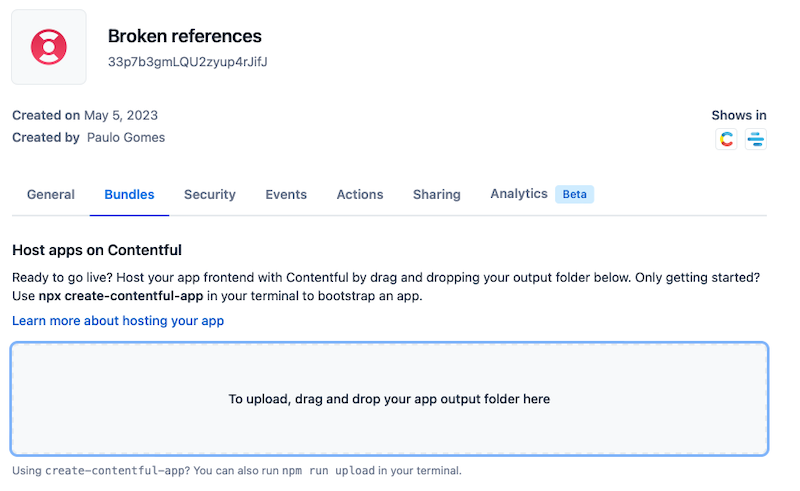 Broken references
33p7b3gmLQU2zyup4rJifJ
Created on May 5, 2023
Created by Paulo Gomes
Shows in
General Bundles Security Events Actions Sharing Analytics Beta
Host apps on Contentful
Ready to go live? Host your app frontend with Contentful by drag and dropping your output folder below. Only getting started?
Use npx create-contentful-app in your terminal to bootstrap an app.
Learn more about hosting your app
To upload, drag and drop your app output folder here
Using create-contentful-app? You can also run npm run upload in your terminal.